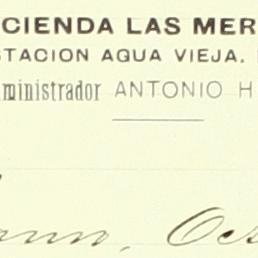 CIENDA LAS MER
STACION AGUA VIEJA,
ministrador ANTONIO H